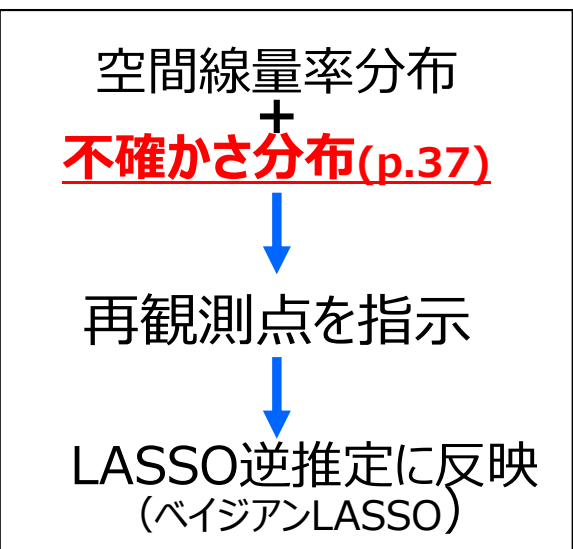 空間線量率分布
+
不確かさ分布(p.37)
再観測点を指示
LASSO逆推定に反映
（ベイジアンLASSO）